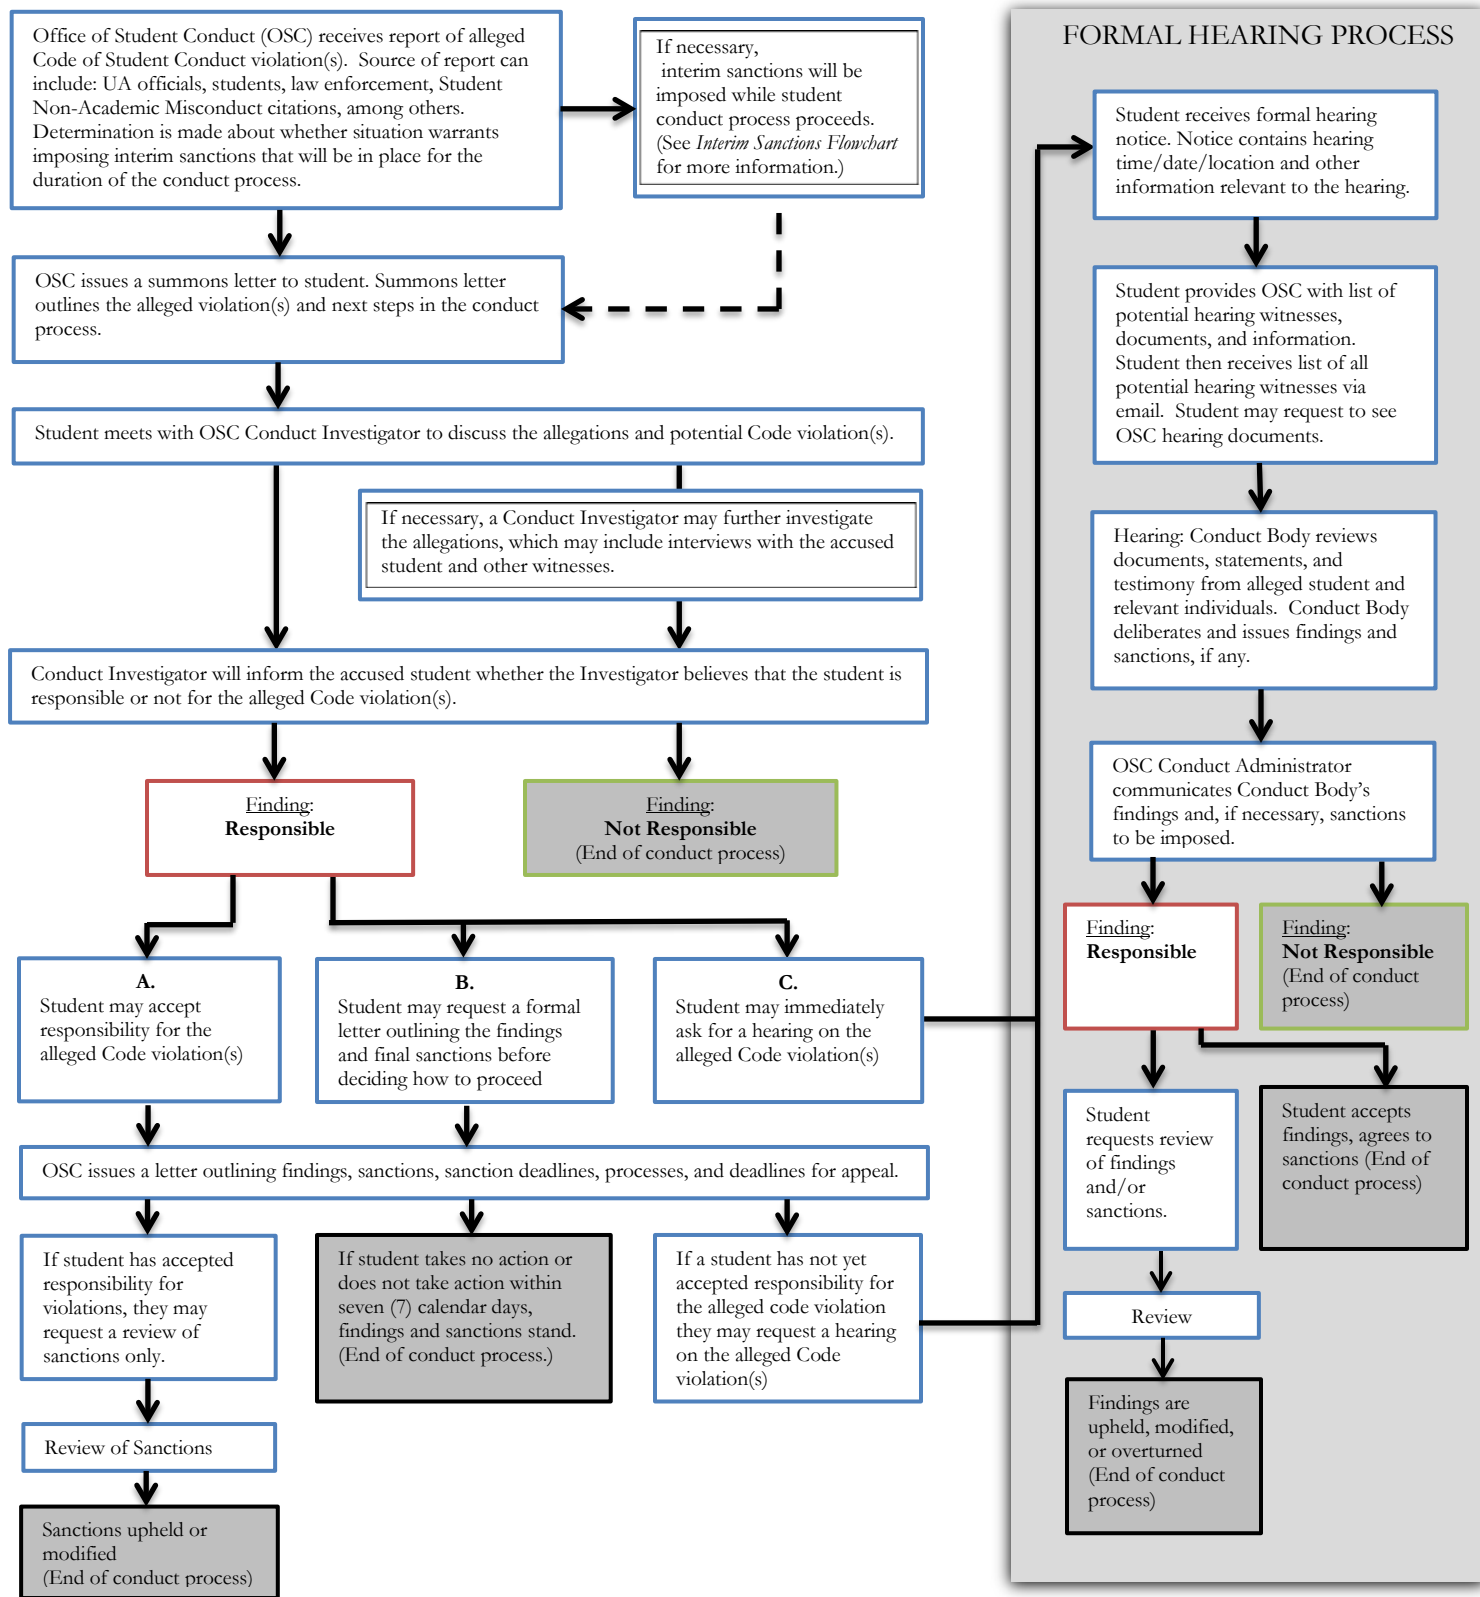 Office of Student Conduct (OSC) receives report of alleged
Code of Student Conduct violation(s).  Source of report can
include: UA officials, students, law enforcement, Student
Non-Academic Misconduct citations, among others.
Determination is made about whether situation warrants
imposing interim sanctions that will be in place for the
duration of the conduct process.
If necessary,
interim sanctions will be
imposed while student
conduct process proceeds.
(See Interim Sanctions Flowchart
for more information.)
OSC issues a summons letter to student. Summons letter
outlines the alleged violation(s) and next steps in the conduct
process.
Student meets with OSC Conduct Investigator to discuss the allegations and potential Code violation(s).
If necessary, a Conduct Investigator may further investigate
the allegations, which may include interviews with the accused
student and other witnesses.
Conduct Investigator will inform the accused student whether the Investigator believes that the student is
responsible or not for the alleged Code violation(s).
Finding:
Responsible
Finding:
Not Responsible
(End of conduct process)
A.
Student may accept
responsibility for the
alleged Code violation(s)
B.
Student may request a formal
letter outlining the findings
and final sanctions before
deciding how to proceed
C.
Student may immediately
ask for a hearing on the
alleged Code violation(s)
OSC issues a letter outlining findings, sanctions, sanction deadlines, processes, and deadlines for appeal.
If student has accepted
responsibility for
violations, they may
request a review of
sanctions only.
If student takes no action or
does not take action within
seven (7) calendar days,
findings and sanctions stand.
(End of conduct process.)
If a student has not yet
accepted responsibility for
the alleged code violation
they may request a hearing
on the alleged Code
violation(s)
Review of Sanctions
Sanctions upheld or
modified
(End of conduct process)
FORMAL HEARING PROCESS
Student receives formal hearing
notice. Notice contains hearing
time/date/location and other
information relevant to the hearing.
Student provides OSC with list of
potential hearing witnesses,
documents, and information.
Student then receives list of all
potential hearing witnesses via
email.  Student may request to see
OSC hearing documents.
Hearing: Conduct Body reviews
documents, statements, and
testimony from alleged student and
relevant individuals.  Conduct Body
deliberates and issues findings and
sanctions, if any.
OSC Conduct Administrator
communicates Conduct Body's
findings and, if necessary, sanctions
to be imposed.
Finding:
Responsible
Finding:
Not Responsible
(End of conduct
process)
Student
requests review
of findings
and/or
sanctions.
Student accepts
findings, agrees to
sanctions (End of
conduct process)
Review
Findings are
upheld, modified,
or overturned
(End of conduct
process)